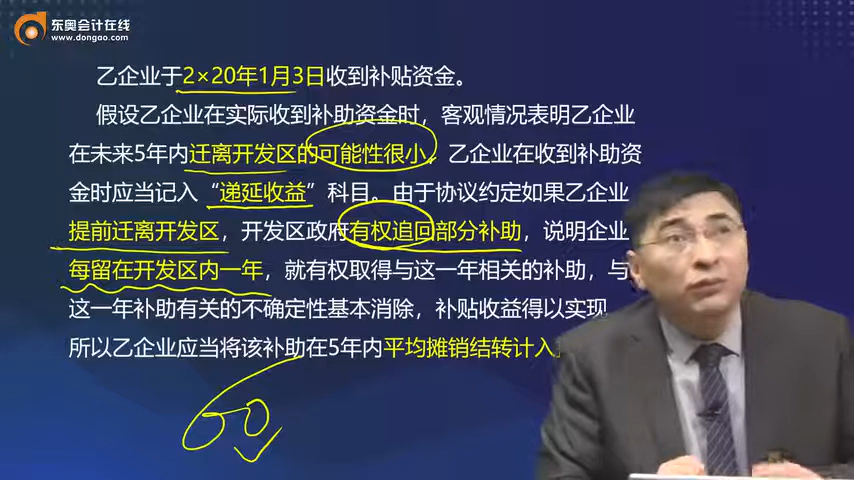 东奥会计在线
www.dongao.com
乙企业于2×20年1月3日收到补贴资金。
假设乙企业在实际收到补助资金时，客观情况表明乙企业
在未来5年内迁离开发区的可能性很小，乙企业在收到补助资
金时应当记入“递延收益”科目。由于协议约定如果乙企业
提前迁离开发区，开发区政府有权追回部分补助，说明企业
每留在开发区内一年，就有权取得与这一年相关的补助，与
这一年补助有关的不确定性基本消除，补贴收益得以实现
所以乙企业应当将该补助在5年内平均摊销结转计入
60